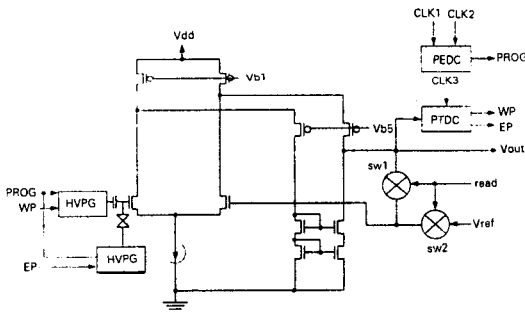 CLK1 CLK2
Vdd
PEDC
PROG
CLK3
Vb1
PTDC
WP
EP
Vb5
Vout
sw1
PROG
HVPG
read
WP
Vref
HVPG
sw2
EP